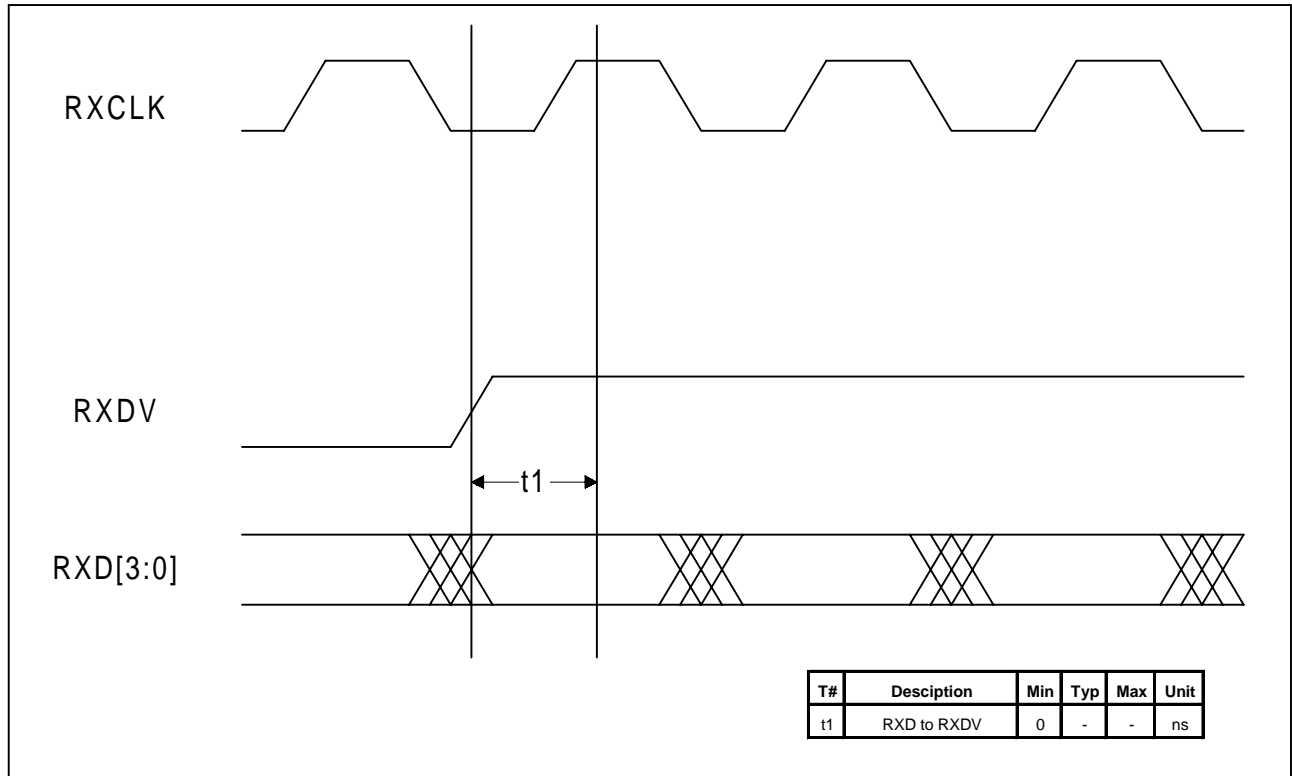 RXCLK
RXDV
t1
RXD[3:0]
T# Desciption Min Typ Max Unit
t1 RXD to RXDV 0 - - ns